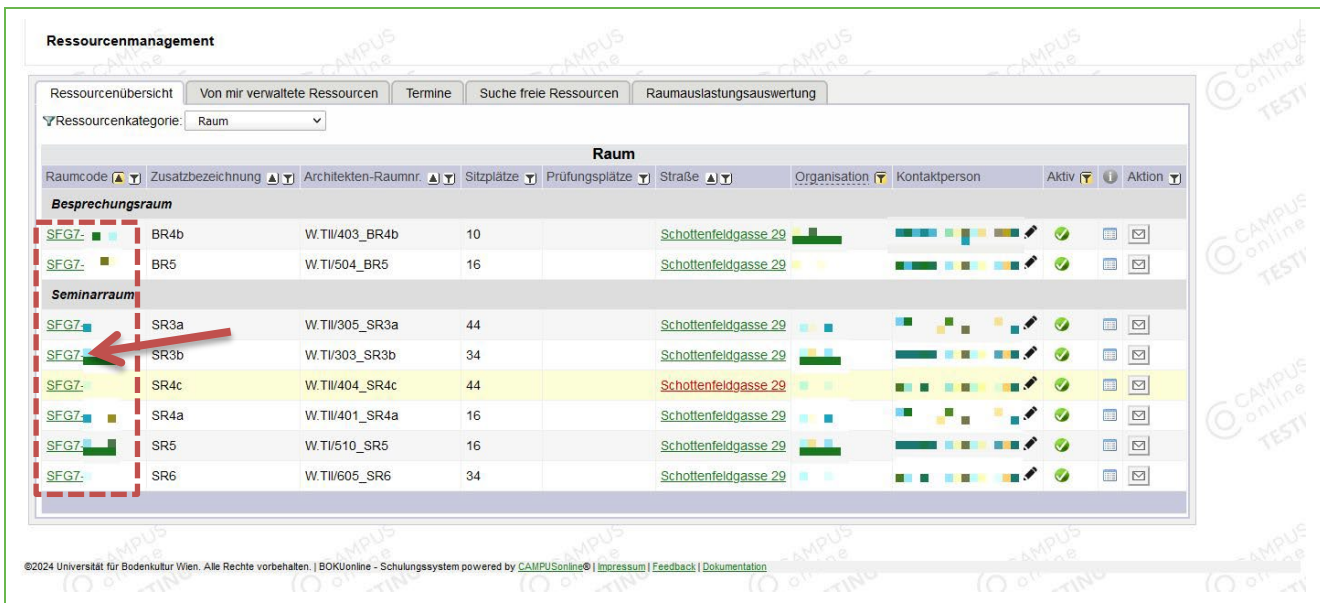 Ressourcenmanagement
Ressourcenübersicht Von mir verwaltete Ressourcen Termine Suche freie Ressourcen Raumauslastungsauswertung
Ressourcenkategorie: Raum
Raum
Raumcode Zusatzbezeichnung Architekten-Raumnr. Sitzplätze Prüfungsplätze Straße Organisation Kontaktperson Aktiv Aktion
Besprechungsraum
SFG7- BR4b W.TII/403_BR4b 10 Schottenfeldgasse 29
SFG7- BR5 W.TI/504_BR5 16 Schottenfeldgasse 29
Seminarraum
SFG7- SR3a W.TII/305_SR3a 44 Schottenfeldgasse 29
SFG7- SR3b W.TI/303_SR3b 34 Schottenfeldgasse 29
SFG7- SR4c W.TII/404_SR4c 44 Schottenfeldgasse 29
SFG7- SR4a W.TII/401_SR4a 16 Schottenfeldgasse 29
SFG7- SR5 W.TI/510_SR5 16 Schottenfeldgasse 29
SFG7- SR6 W.TII/605_SR6 34 Schottenfeldgasse 29
©2024 Universität für Bodenkultur Wien. Alle Rechte vorbehalten. | BOKUonline - Schulungssystem powered by CAMPUSonline® | Impressum | Feedback | Dokumentation
CAMPUS
online
TESTING